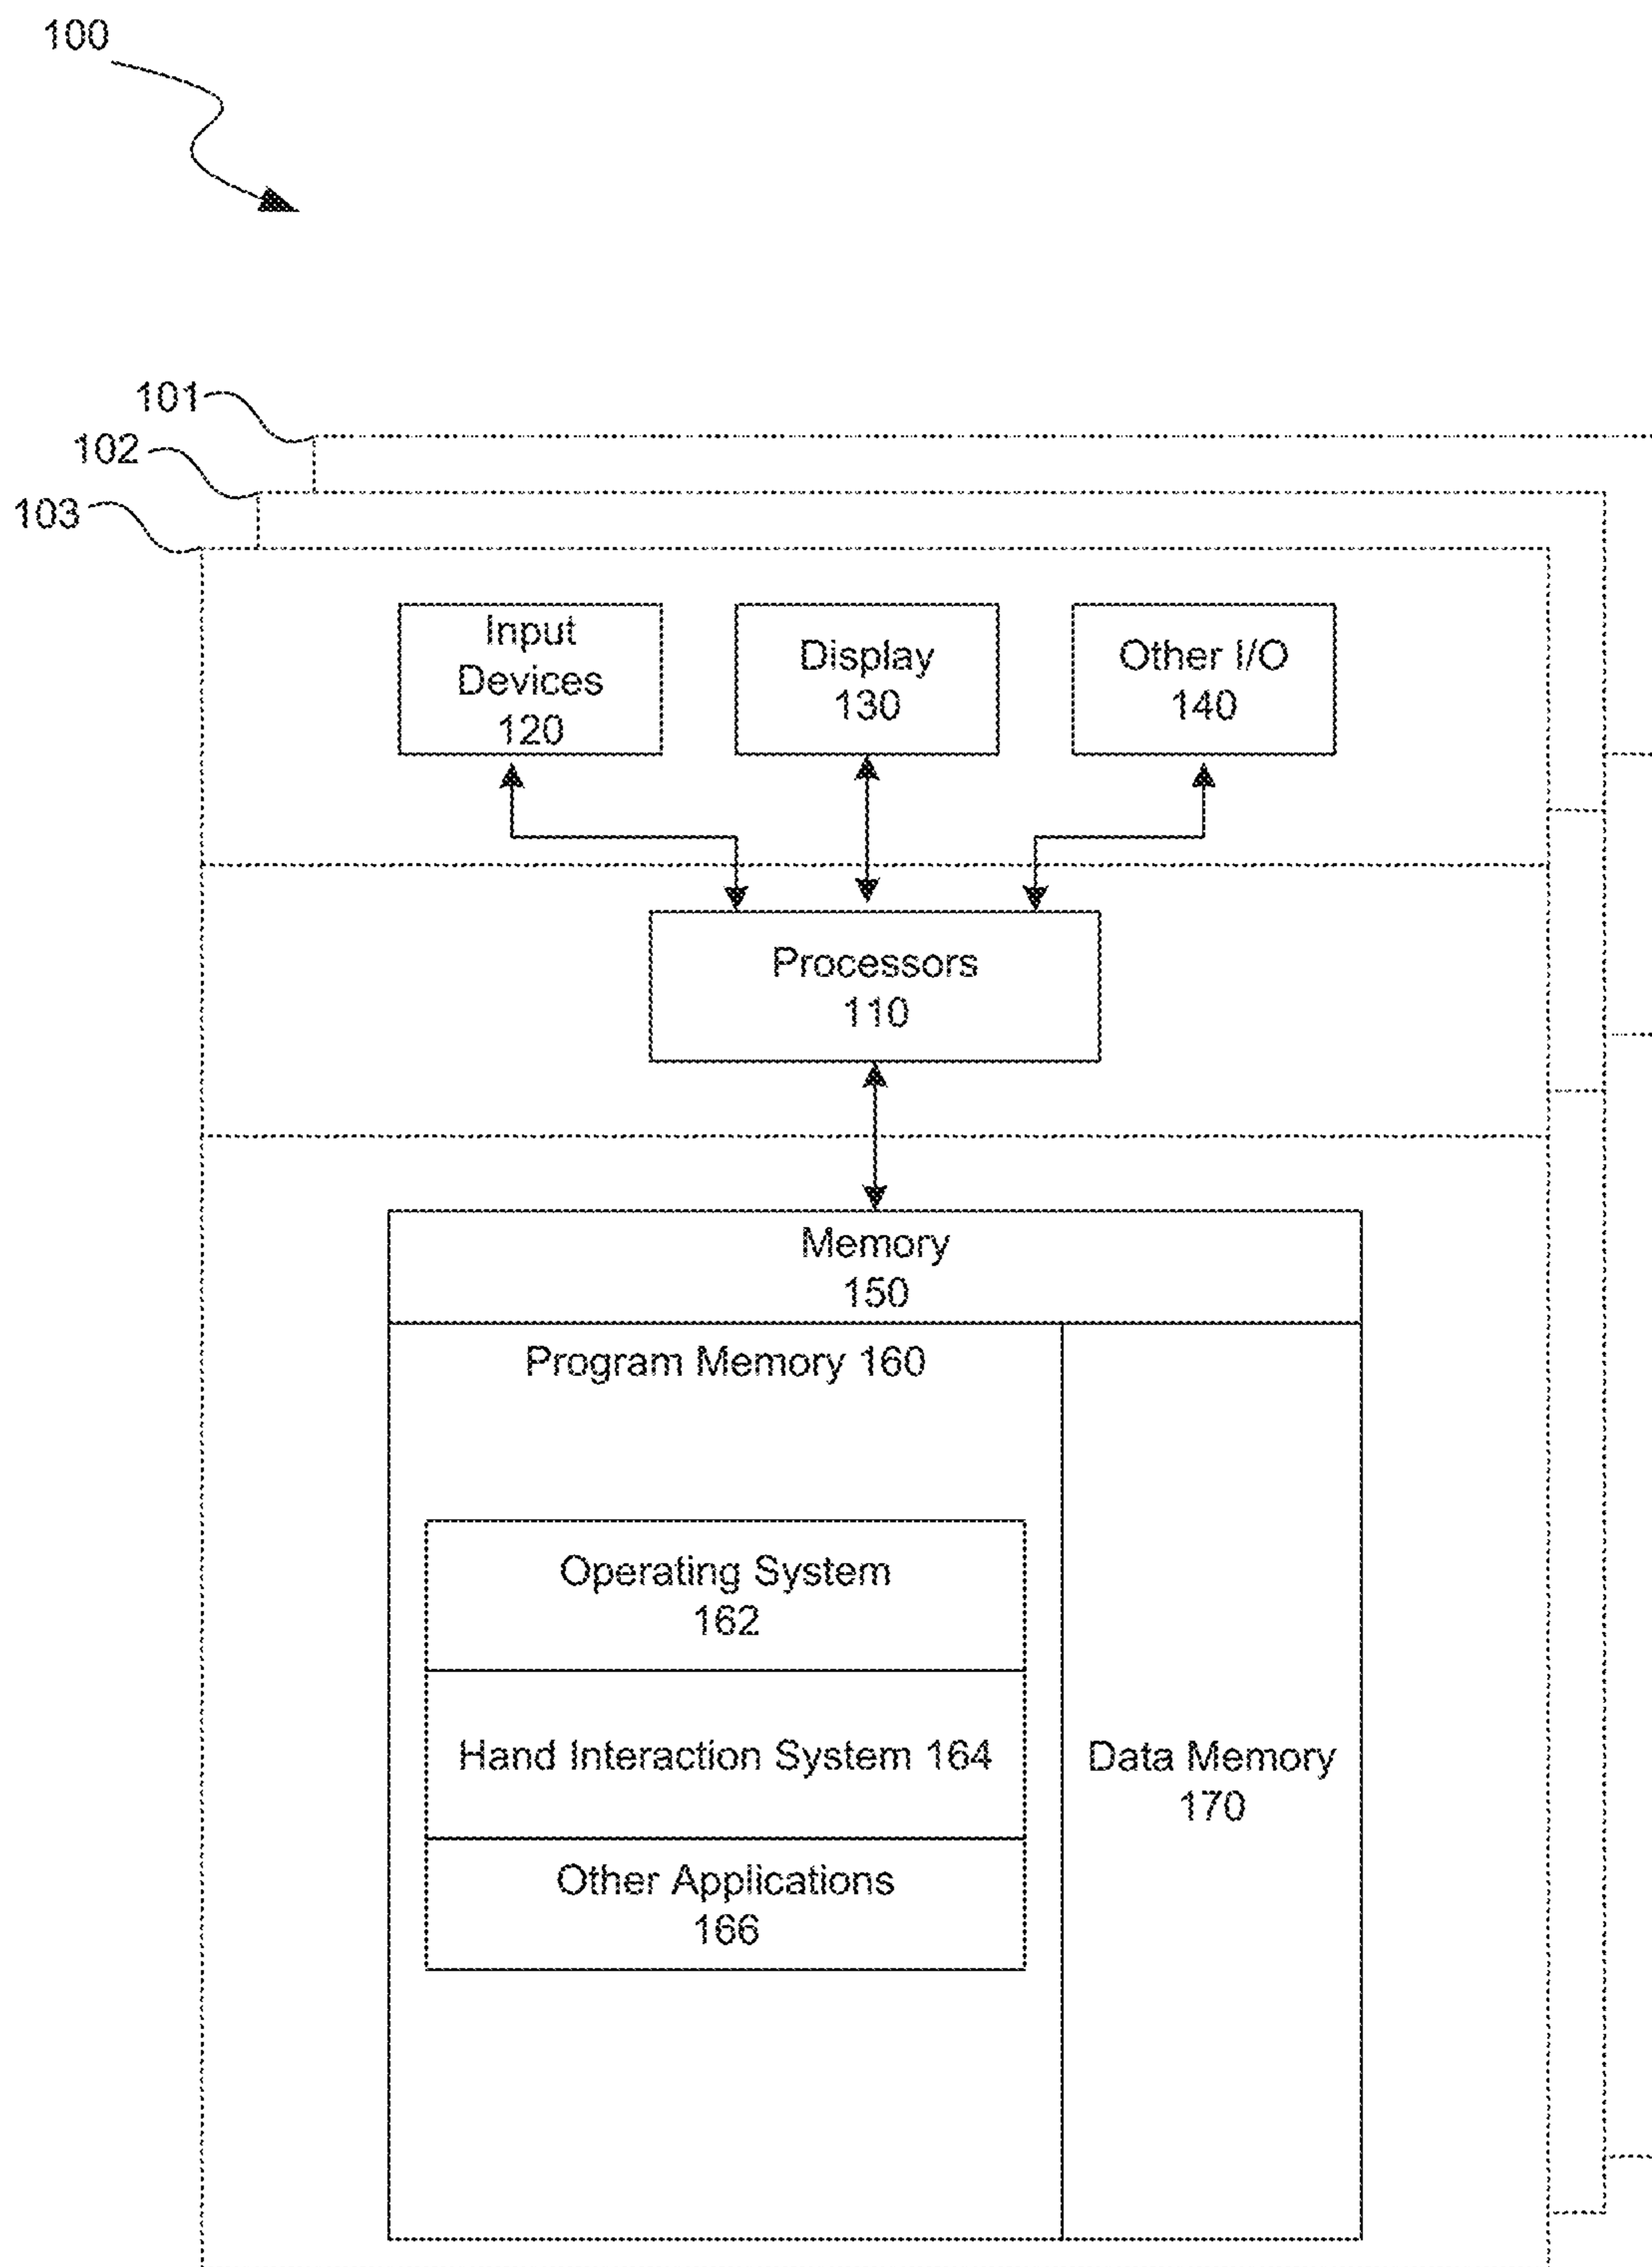 100
101
102
103
Input
Devices
120
Display
130
Other I/O
140
Processors
110
Memory
150
Program Memory 160
Operating System
162
Hand Interaction System 164
Other Applications
166
Data Memory
170